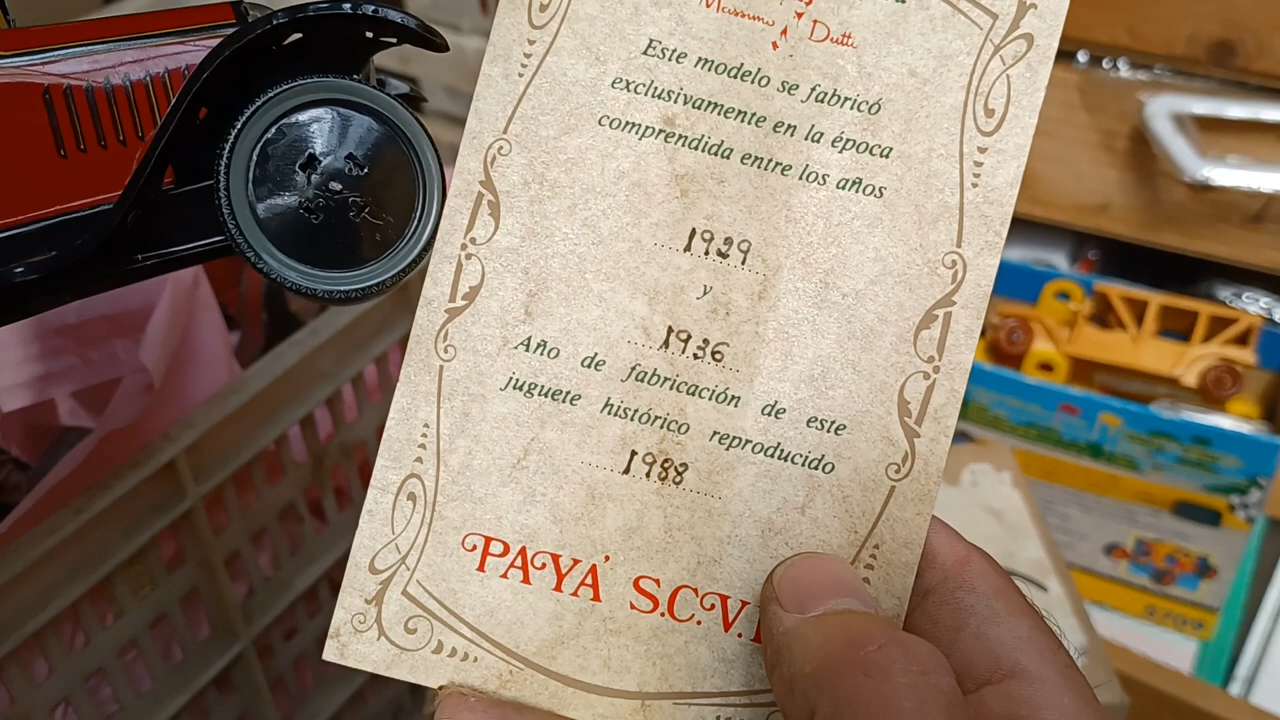 Massimo Dutti
Este modelo se fabricó
exclusivamente en la época
comprendida entre los años
1929
y
1936
Año de fabricación de este
juguete histórico reproducido
1988
PAYA' S.C.V.